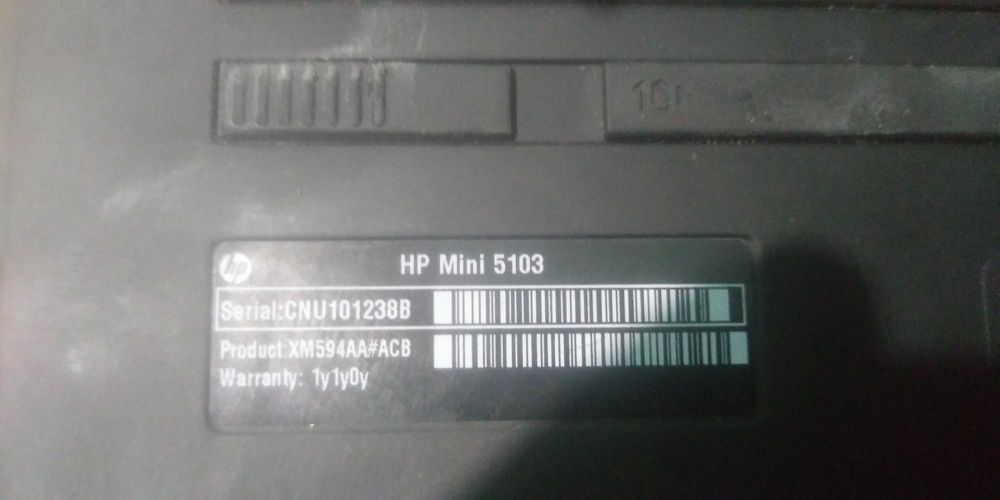 hp
HP Mini 5103
Serial:CNU101238B
Product:XM594AA#ACB
Warranty: 1y1y0y